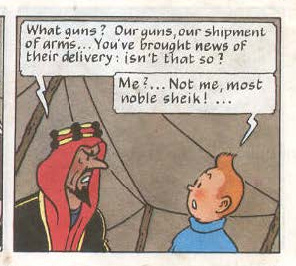 What guns? Our guns, our shipment
of arms... You've brought news of
their delivery: isn't that so?
Me?... Not me, most
noble sheik! ...